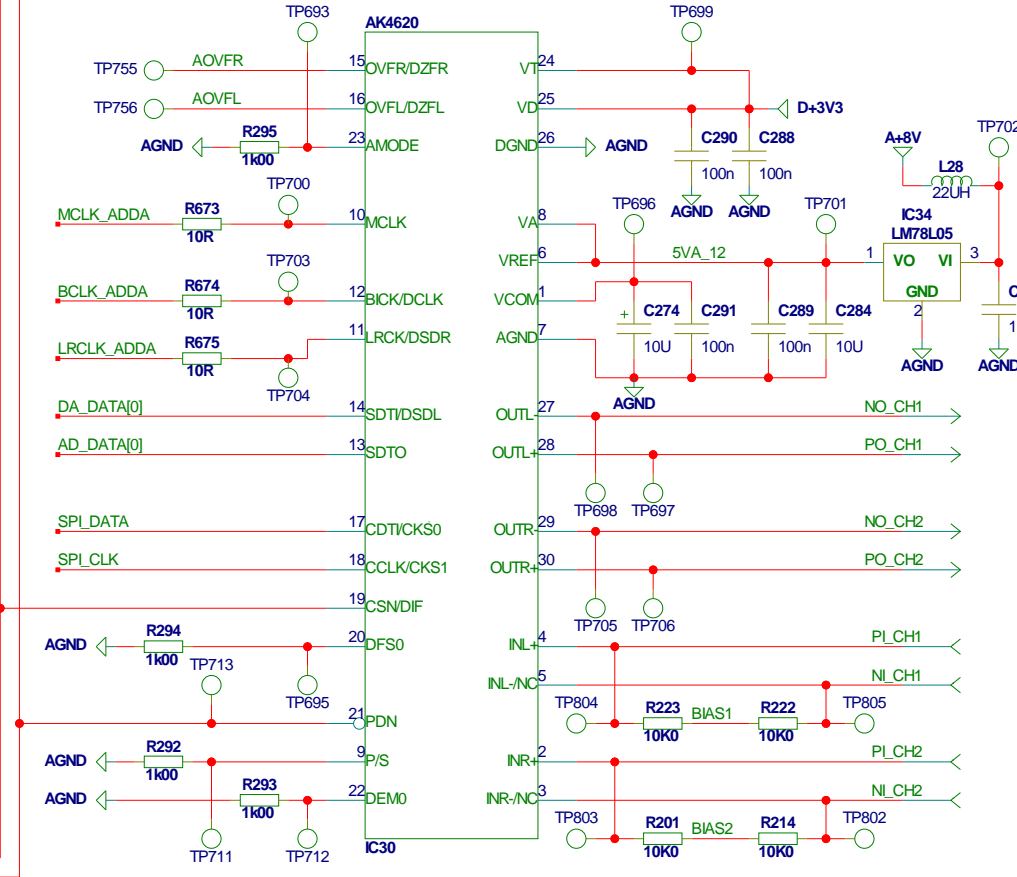 TP693
TP699
AK4620
TP755
AOVFR
15
OVFR/DZFR
VT
24
TP756
AOVFL
16
OVFL/DZFL
VD
25
D+3V3
R295
C290
C288
A+8V
TP702
AGND
1k00
23
AMODE
DGND
26
AGND
100n
100n
L28
22UH
TP700
TP696
AGND
AGND
TP701
IC34
LM78L05
MCLK_ADDA
R673
10R
10
MCLK
VA
8
TP703
VREF
6
5VA_12
1
VO
VI
3
BCLK_ADDA
R674
10R
12
BICK/DCLK
VCOM
1
GND
2
+
C274
C291
C289
C284
C
LRCLK_ADDA
R675
10R
11
LRCK/DSDR
AGND
7
10U
100n
100n
10U
1
TP704
AGND
AGND
AGND
DA_DATA[0]
14
SDTI/DSDL
OUTL-
27
NO_CH1
AD_DATA[0]
13
SDTO
OUTL+
28
PO_CH1
TP698
TP697
SPI_DATA
17
CDTI/CKS0
OUTR-
29
NO_CH2
SPI_CLK
18
CCLK/CKS1
OUTR+
30
PO_CH2
19
CSN/DIF
TP705
TP706
AGND
R294
1k00
20
DFS0
INL+
4
PI_CH1
TP713
TP695
INL-/NC
5
NI_CH1
TP804
R223
10K0
BIAS1
R222
10K0
TP805
21
PDN
AGND
R292
1k00
9
P/S
INR+
2
PI_CH2
AGND
R293
1k00
22
DEM0
INR-/NC
3
NI_CH2
TP803
R201
10K0
BIAS2
R214
10K0
TP802
TP711
TP712
IC30